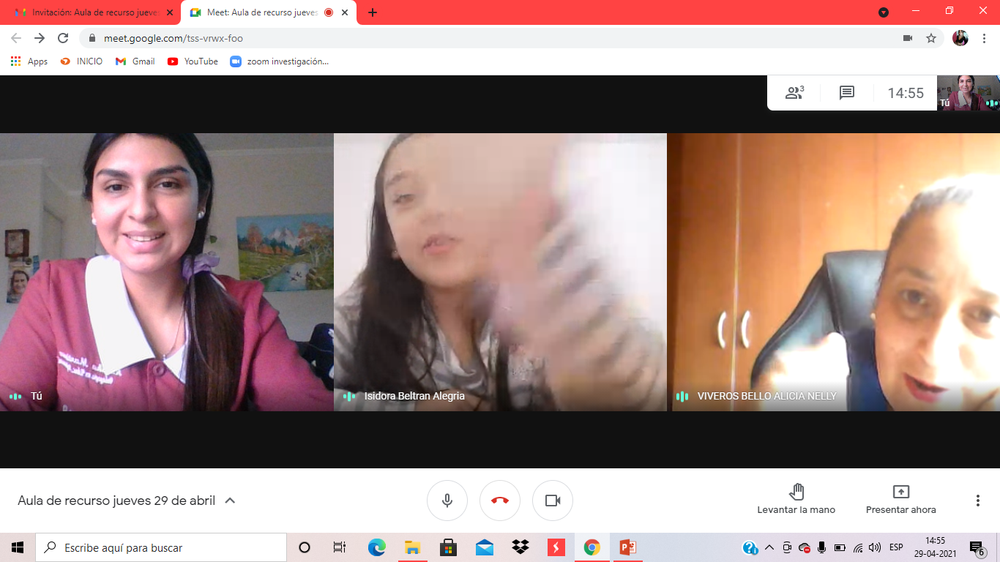 Invitación: Aula de recurso jueves
Meet: Aula de recurso jueves
meet.google.com/tss-vrwx-foo
Apps INICIO Gmail YouTube zoom investigación...
3 14:55
Tú
Tú
Isidora Beltran Alegria
VIVEROS BELLO ALICIA NELLY
Aula de recurso jueves 29 de abril
Levantar la mano
Presentar ahora
Escribe aquí para buscar
ESP
14:55
29-04-2021
6